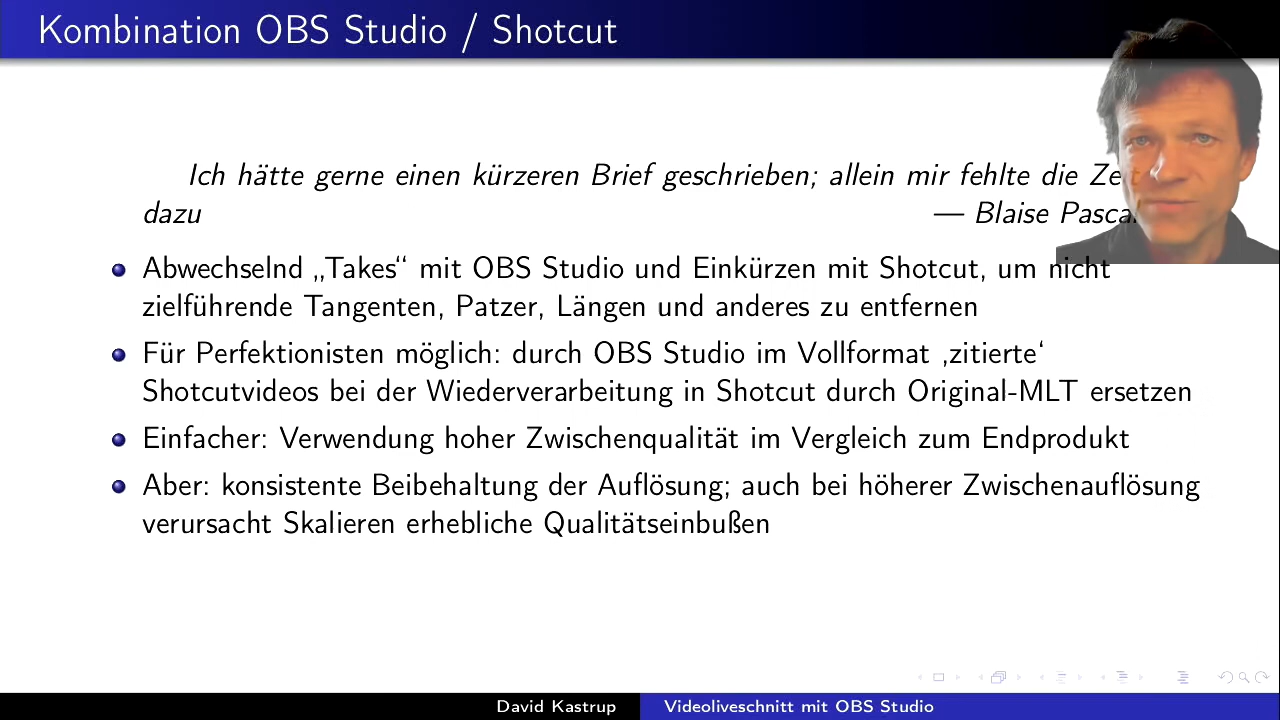 Kombination OBS Studio / Shotcut
Ich hätte gerne einen kürzeren Brief geschrieben; allein mir fehlte die Zeit
dazu — Blaise Pascal
Abwechselnd „Takes“ mit OBS Studio und Einkürzen mit Shotcut, um nicht
zielführende Tangenten, Patzer, Längen und anderes zu entfernen
Für Perfektionisten möglich: durch OBS Studio im Vollformat ‚zitierte‘
Shotcutvideos bei der Wiederverarbeitung in Shotcut durch Original-MLT ersetzen
Einfacher: Verwendung hoher Zwischenqualität im Vergleich zum Endprodukt
Aber: konsistente Beibehaltung der Auflösung; auch bei höherer Zwischenauflösung
verursacht Skalieren erhebliche Qualitätseinbußen
David Kastrup
Videoliveschnitt mit OBS Studio